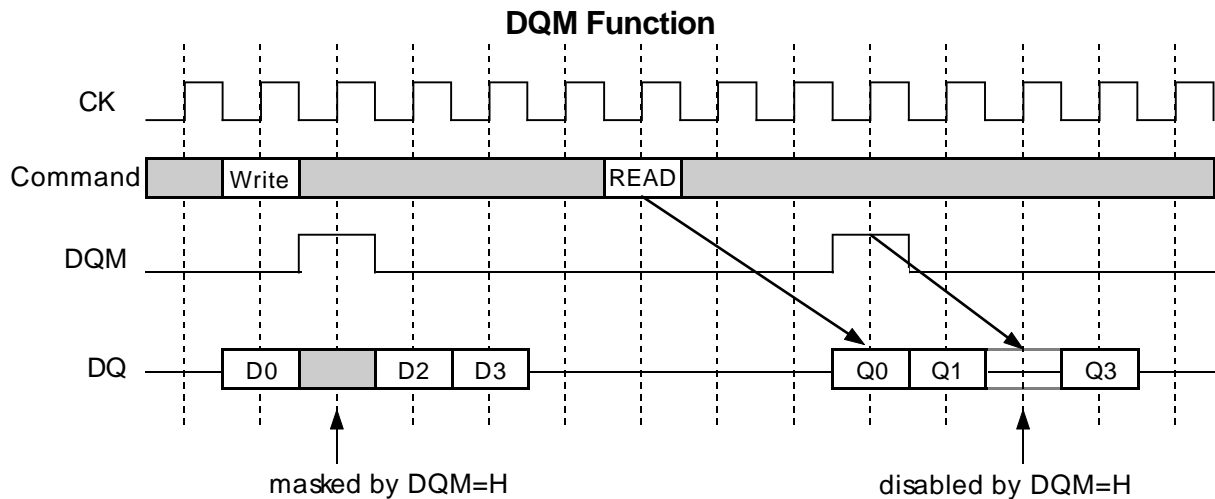 DQM Function
CK
Command Write READ
DQM
DQ D0 D2 D3 Q0 Q1 Q3
masked by DQM=H disabled by DQM=H